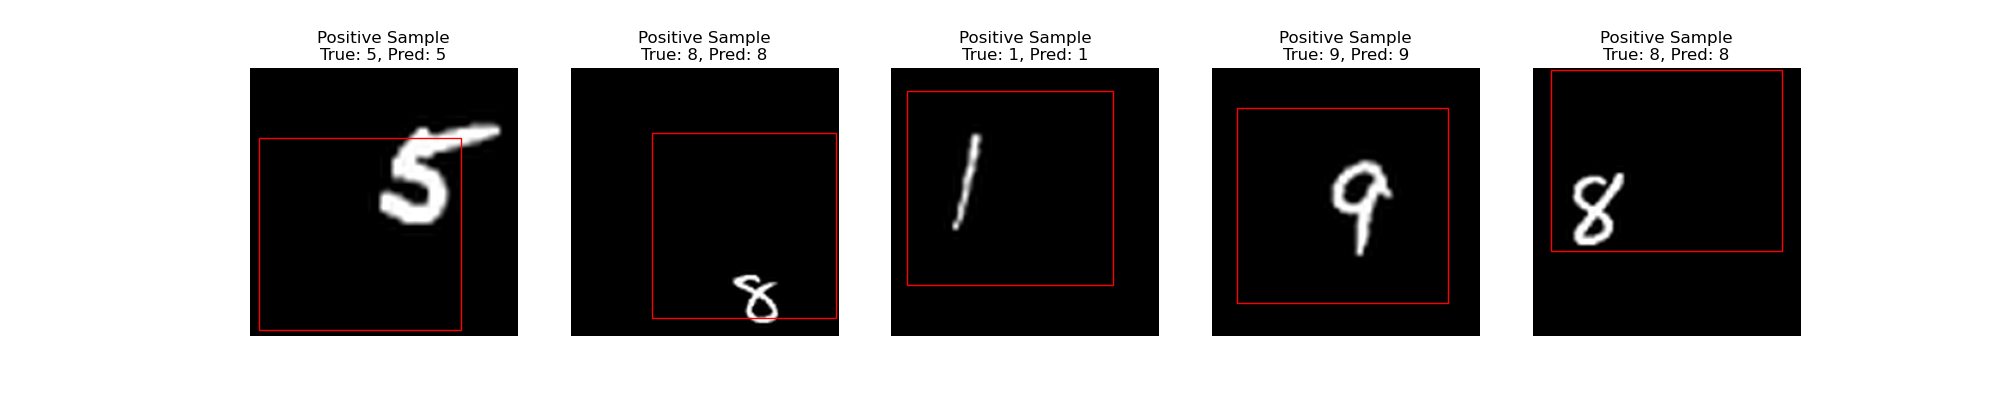 Positive Sample
True: 5, Pred: 5
Positive Sample
True: 8, Pred: 8
Positive Sample
True: 1, Pred: 1
Positive Sample
True: 9, Pred: 9
Positive Sample
True: 8, Pred: 8
5
8
1
9
8